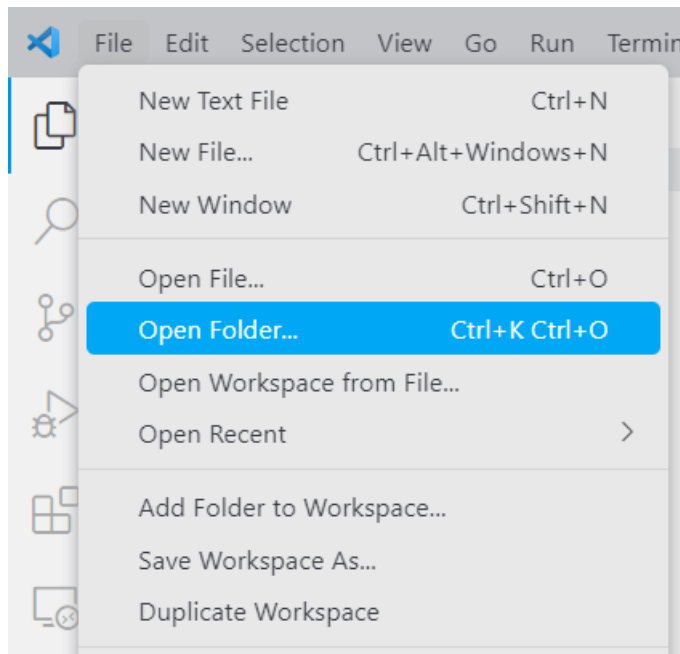 File Edit Selection View Go Run Termin
New Text File Ctrl+N
New File... Ctrl+Alt+Windows+N
New Window Ctrl+Shift+N
Open File... Ctrl+O
Open Folder... Ctrl+K Ctrl+O
Open Workspace from File...
Open Recent
Add Folder to Workspace...
Save Workspace As...
Duplicate Workspace